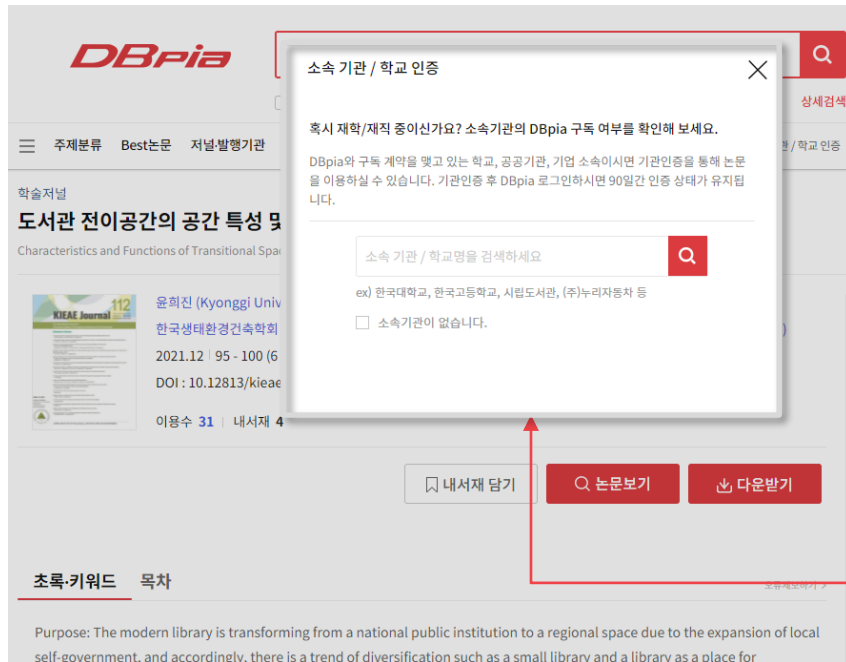 DBpia
상세검색
주제분류 Best논문 저널·발행기관
/ 학교 인증
소속 기관 / 학교 인증
혹시 재학/재직 중이신가요? 소속기관의 DBpia 구독 여부를 확인해 보세요.
DBpia와 구독 계약을 맺고 있는 학교, 공공기관, 기업 소속이시면 기관인증을 통해 논문
을 이용하실 수 있습니다. 기관인증 후 DBpia 로그인하시면 90일간 인증 상태가 유지됩
니다.
소속 기관 / 학교명을 검색하세요
ex) 한국대학교, 한국고등학교, 시립도서관, (주)누리자동차 등
소속기관이 없습니다.
학술저널
도서관 전이공간의 공간 특성 및
Characteristics and Functions of Transitional Spac
KIEAE Journal 112
윤희진 (Kyonggi Univ
한국생태환경건축학회
2021.12 95 - 100 (6
DOI : 10.12813/kieae
이용수 31 내서재 4
내서재 담기 논문보기 다운받기
초록·키워드 목차
오류제보하기 >
Purpose: The modern library is transforming from a national public institution to a regional space due to the expansion of local
self-government, and accordingly, there is a trend of diversification such as a small library and a library as a place for